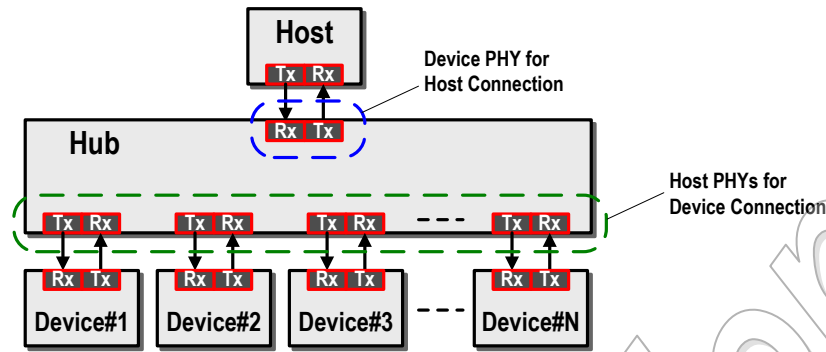 Host
Tx Rx
Device PHY for
Host Connection
Rx Tx
Hub
Host PHYs for
Device Connection
Tx Rx Tx Rx Tx Rx Tx Rx
Rx Tx Rx Tx Rx Tx Rx Tx
Device#1 Device#2 Device#3 Device#N